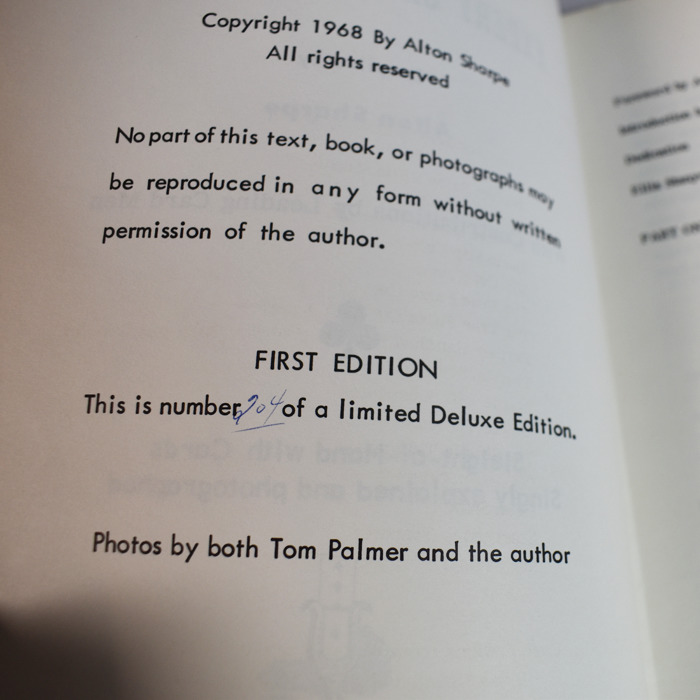 Copyright 1968 By Alton Sharpe
All rights reserved
No part of this text, book, or photographs may
be reproduced in any form without written
permission of the author.
FIRST EDITION
This is number 204 of a limited Deluxe Edition.
Photos by both Tom Palmer and the author